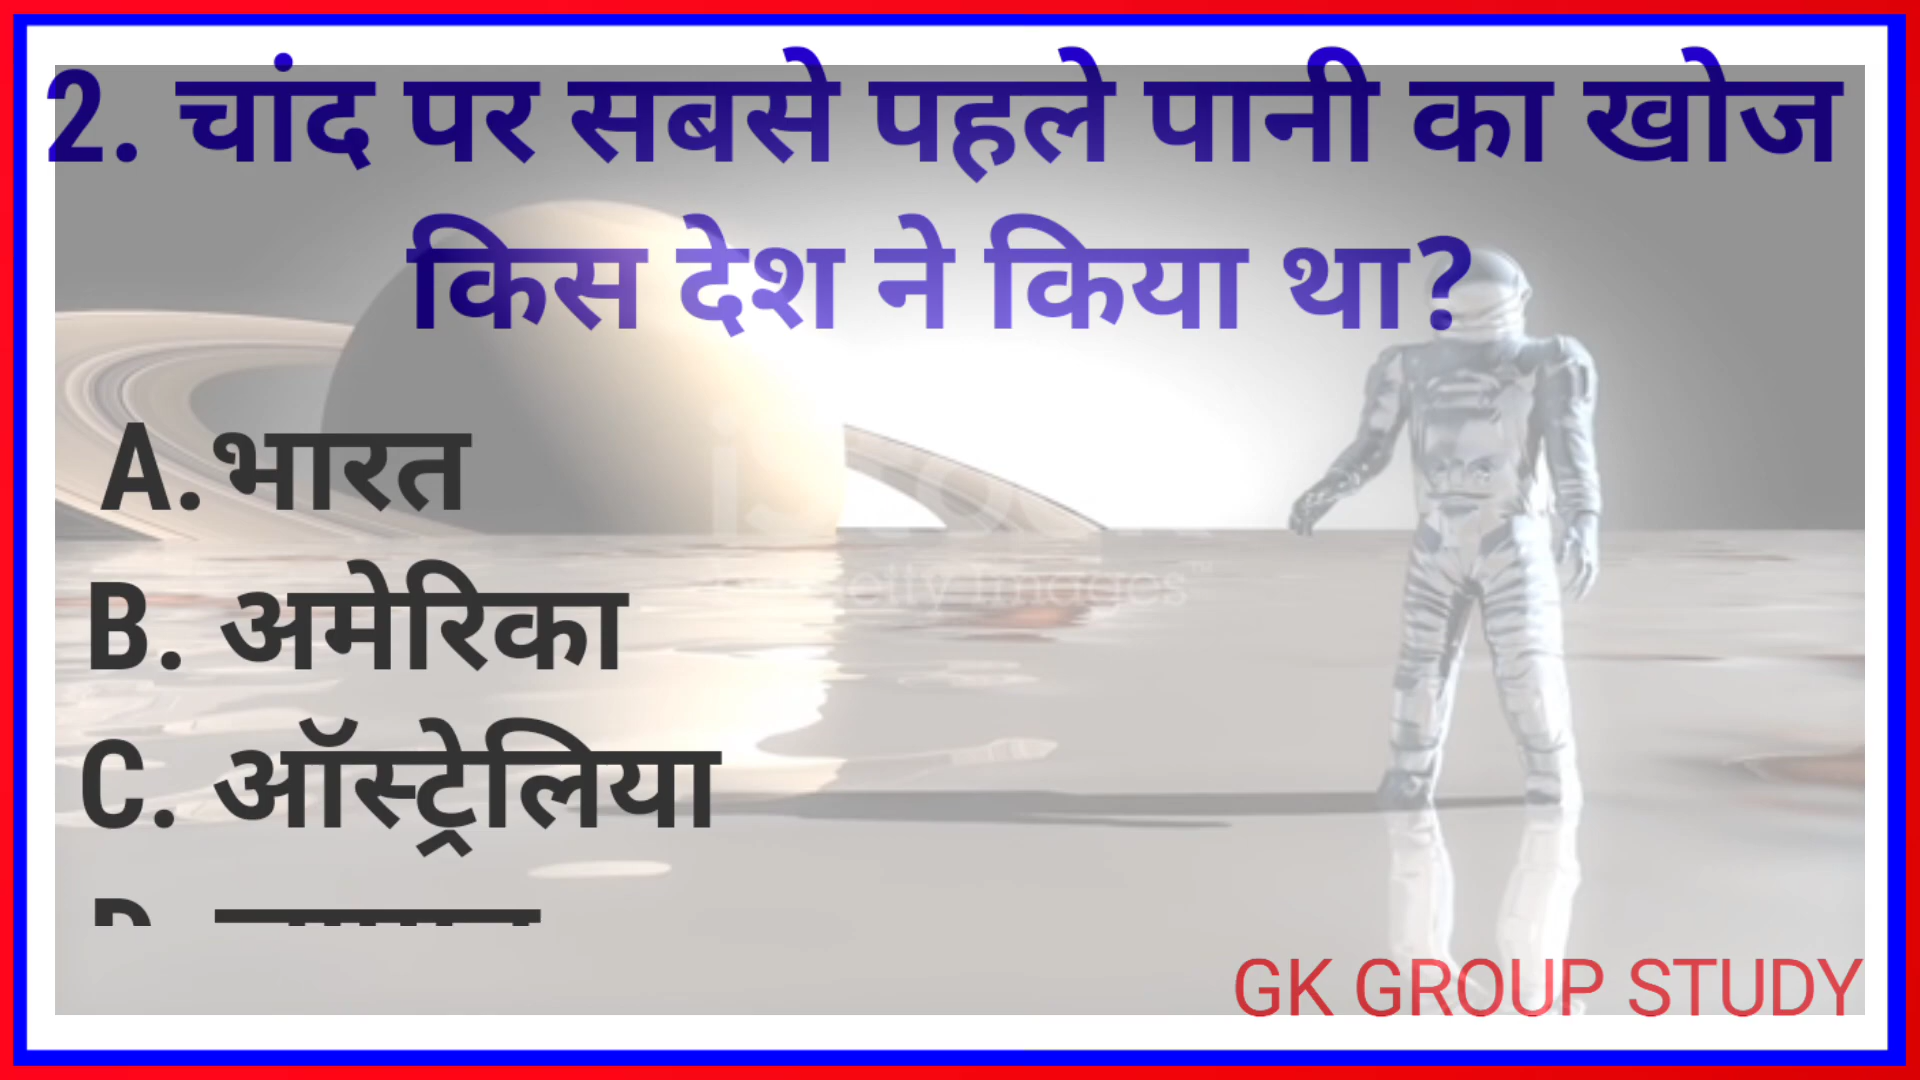 2. चांद पर सबसे पहले पानी का खोज
किस देश ने किया था?
A. भारत
B. अमेरिका
C. ऑस्ट्रेलिया
D.
GK GROUP STUDY